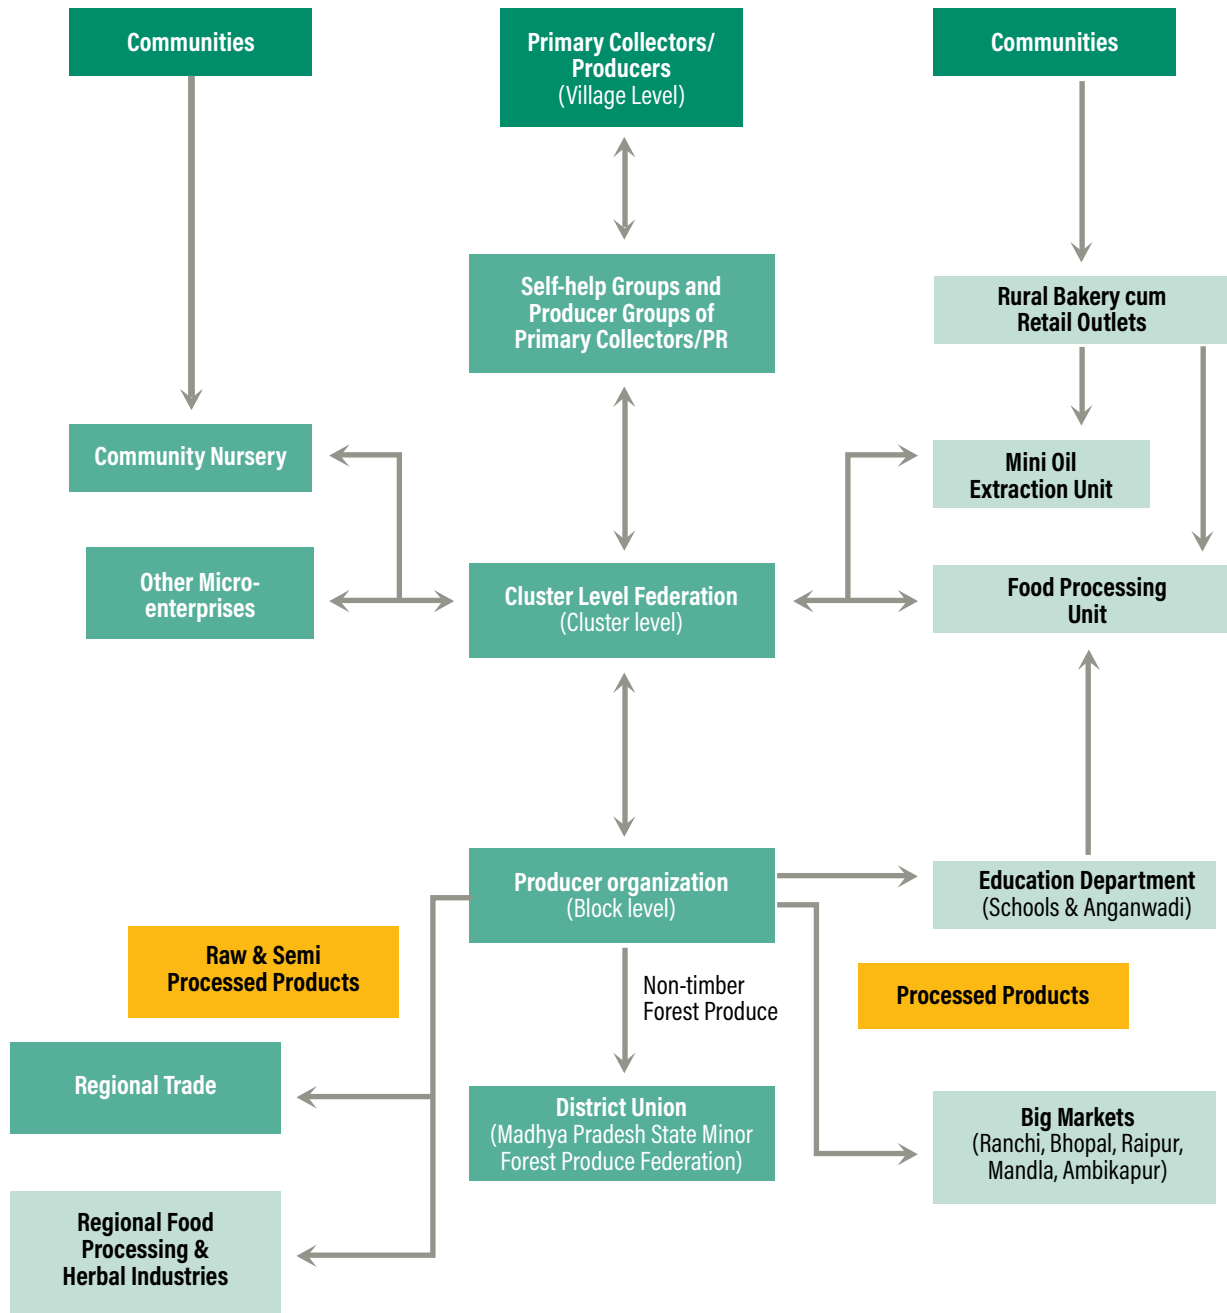 Communities
Primary Collectors/
Producers
(Village Level)
Communities
Self-help Groups and
Producer Groups of
Primary Collectors/PR
Rural Bakery cum
Retail Outlets
Community Nursery
Mini Oil
Extraction Unit
Other Micro-
enterprises
Cluster Level Federation
(Cluster level)
Food Processing
Unit
Producer organization
(Block level)
Education Department
(Schools & Anganwadi)
Raw & Semi
Processed Products
Non-timber
Forest Produce
Processed Products
Regional Trade
District Union
(Madhya Pradesh State Minor
Forest Produce Federation)
Big Markets
(Ranchi, Bhopal, Raipur,
Mandla, Ambikapur)
Regional Food
Processing &
Herbal Industries